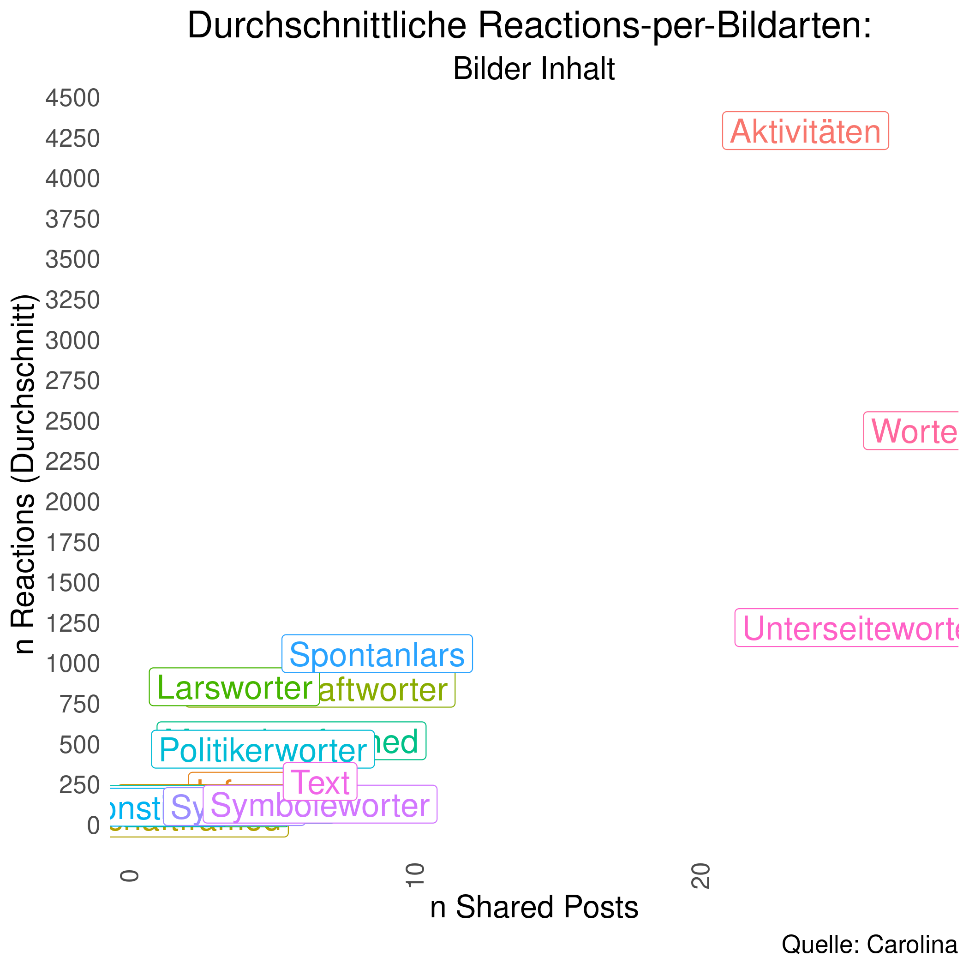 Durchschnittliche Reactions-per-Bildarten:
Bilder Inhalt
4500
4250
4000
3750
3500
3250
3000
2750
2500
2250
2000
1750
1500
1250
1000
750
500
250
0
n Reactions (Durchschnitt)
Aktivitäten
Worte
Unterseiteworte
Spontanlars
Larsworter
aftworter
Politikerworter
Text
Symboleworter
0
10
20
n Shared Posts
Quelle: Carolina